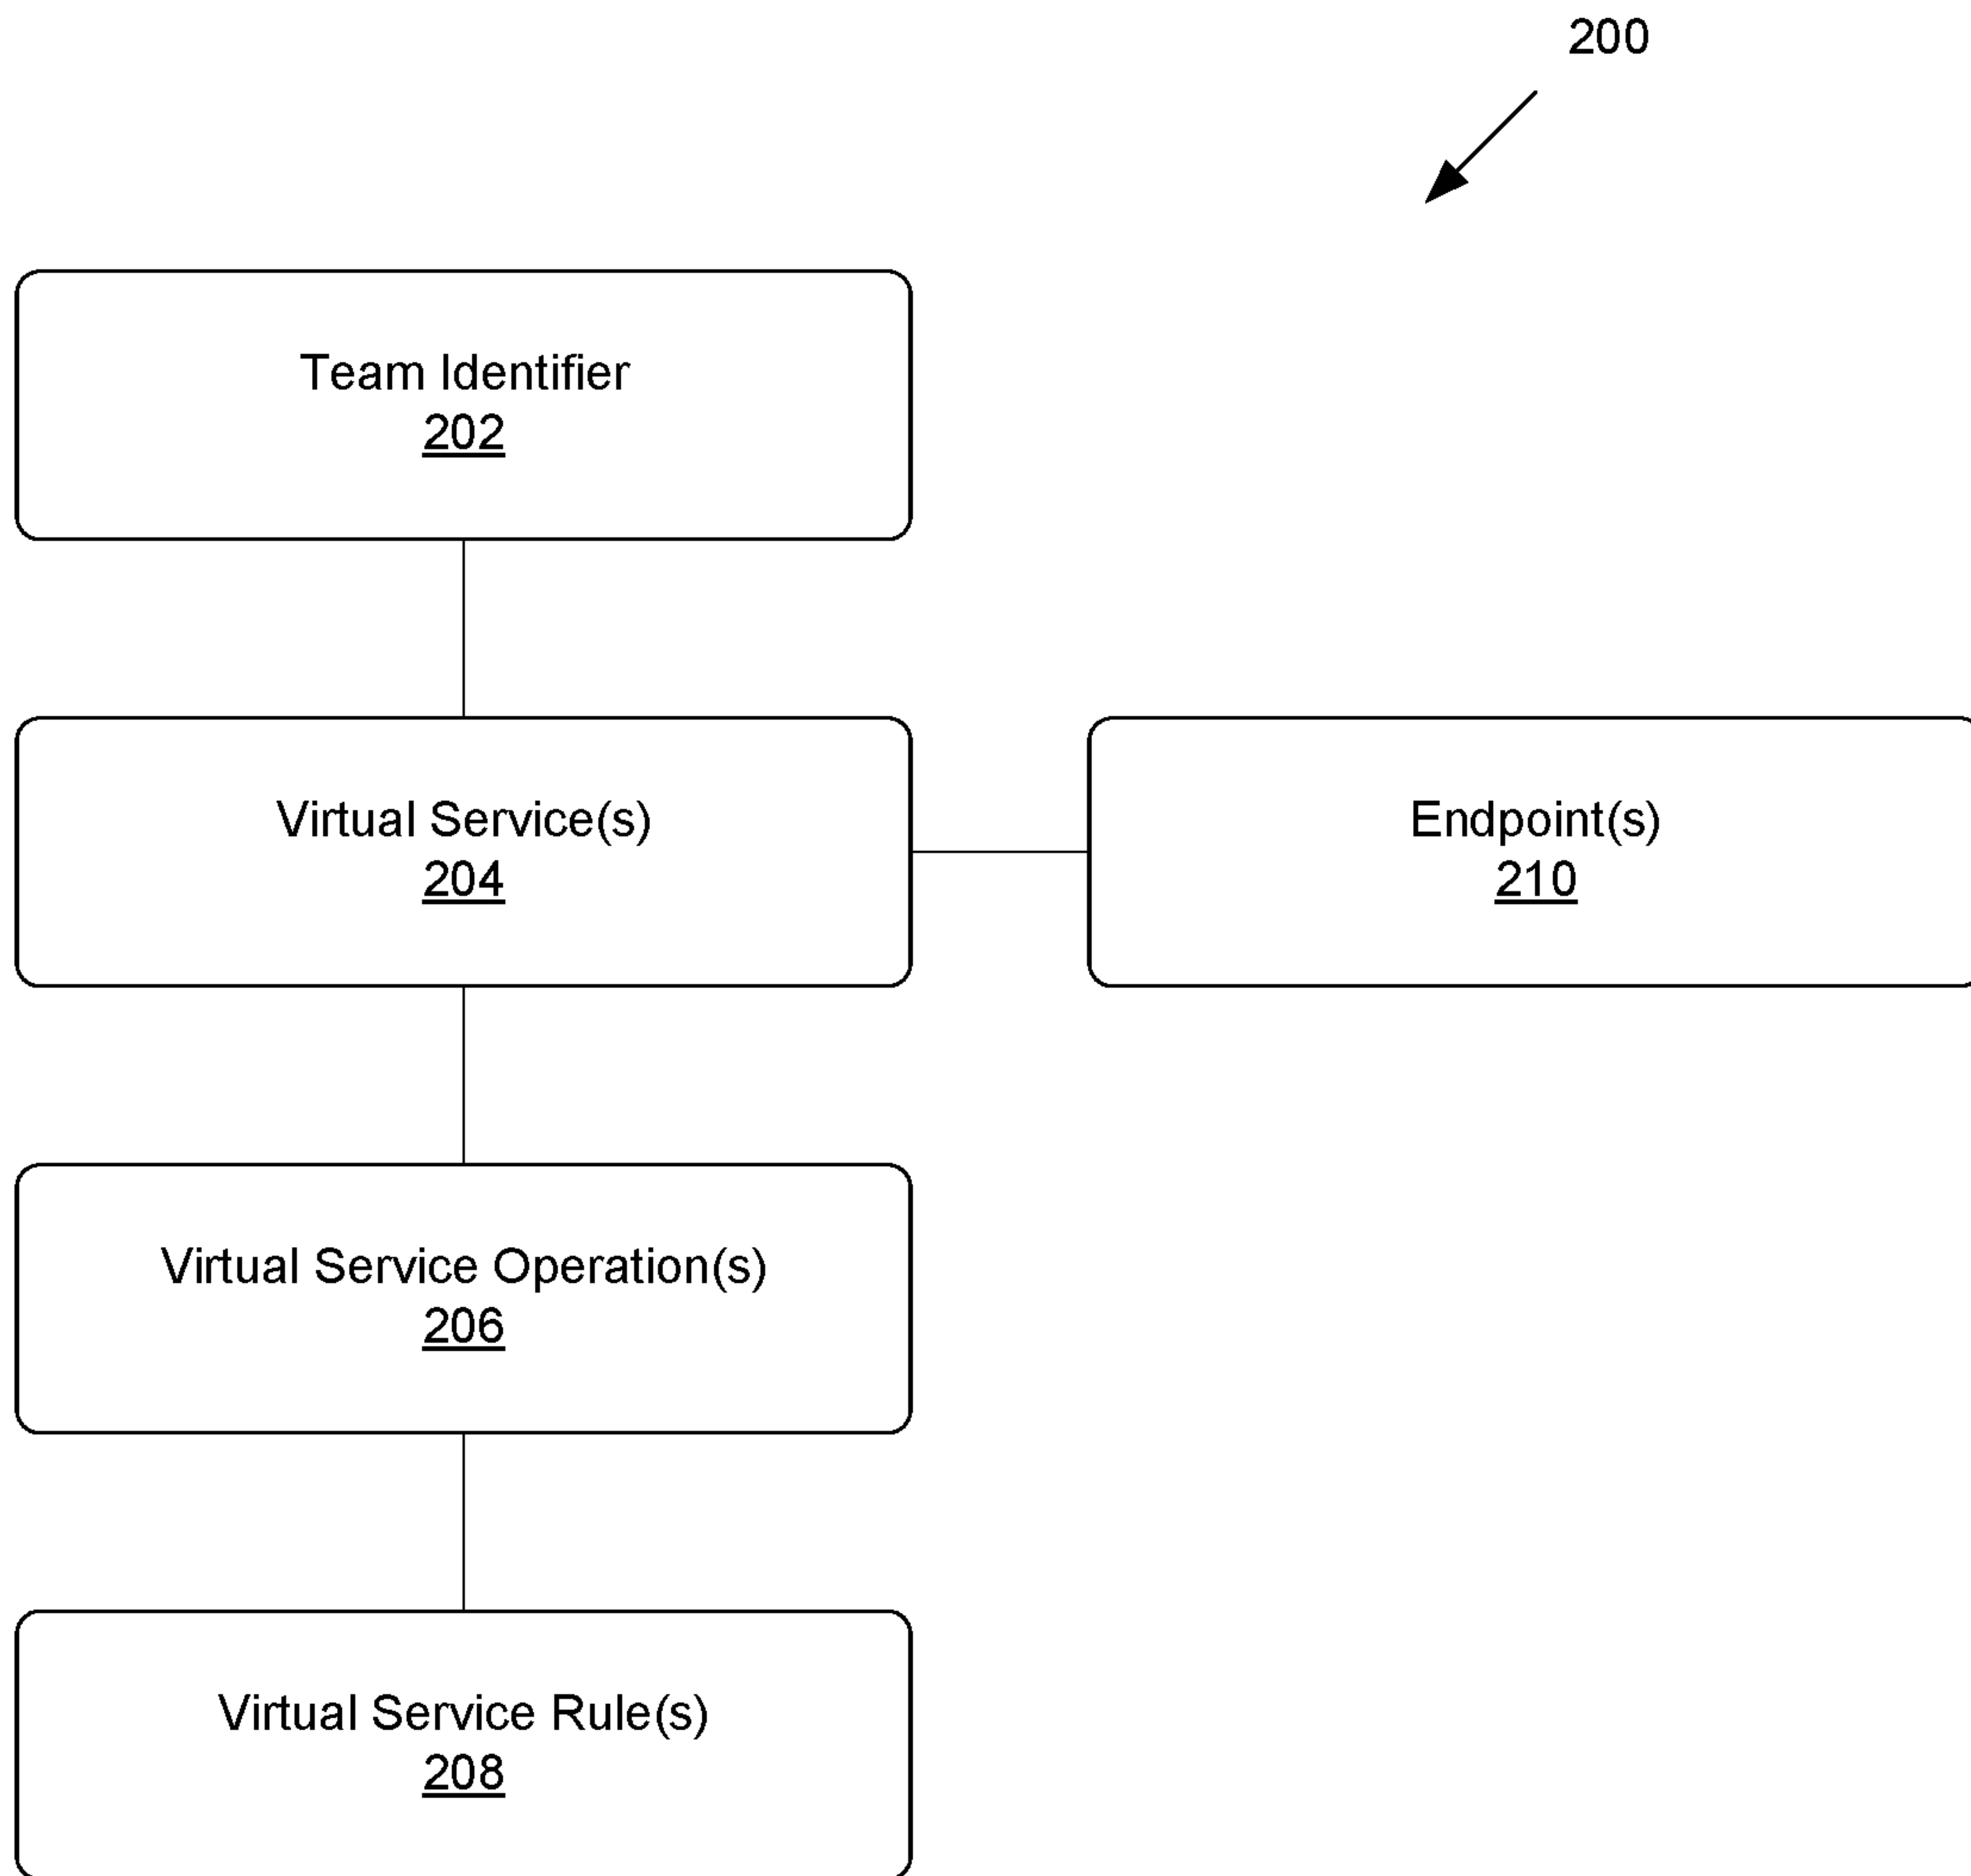 200
Team Identifier
202
Virtual Service(s)
204
Endpoint(s)
210
Virtual Service Operation(s)
206
Virtual Service Rule(s)
208